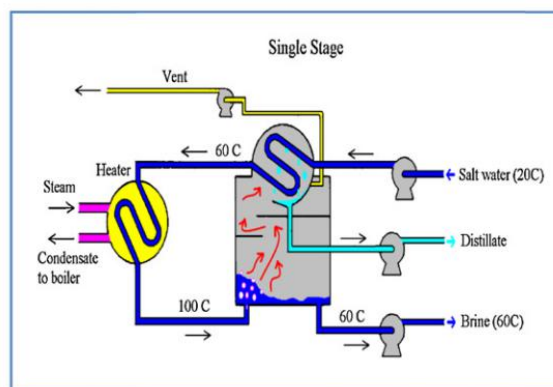 Single Stage
Vent
60 C
Heater
Steam
Salt water (20C)
Distillate
Condensate
to boiler
100 C
60 C
Brine (60C)